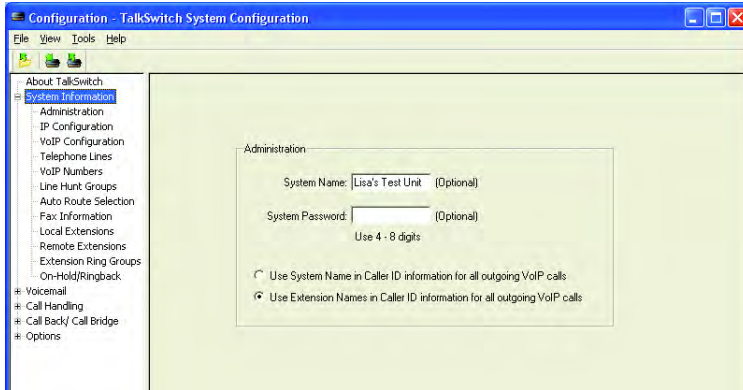 Configuration - TalkSwitch System Configuration
File View Tools Help
About TalkSwitch
System Information
Administration
IP Configuration
VoIP Configuration
Telephone Lines
VoIP Numbers
Line Hunt Groups
Auto Route Selection
Fax Information
Local Extensions
Remote Extensions
Extension Ring Groups
On-Hold/Ringback
Voicemail
Call Handling
Call Back/ Call Bridge
Options
Administration
System Name: Lisa's Test Unit (Optional)
System Password: (Optional)
Use 4 - 8 digits
Use System Name in Caller ID information for all outgoing VoIP calls
Use Extension Names in Caller ID information for all outgoing VoIP calls